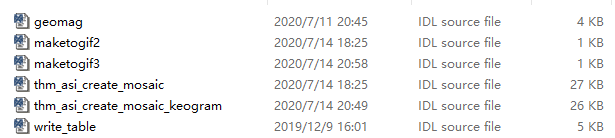 geomag 2020/7/11 20:45 IDL source file 4 KB
maketogif2 2020/7/14 18:25 IDL source file 1 KB
maketogif3 2020/7/14 20:58 IDL source file 1 KB
thm_asi_create_mosaic 2020/7/14 18:25 IDL source file 27 KB
thm_asi_create_mosaic_keogram 2020/7/14 20:49 IDL source file 26 KB
write_table 2019/12/9 16:01 IDL source file 5 KB